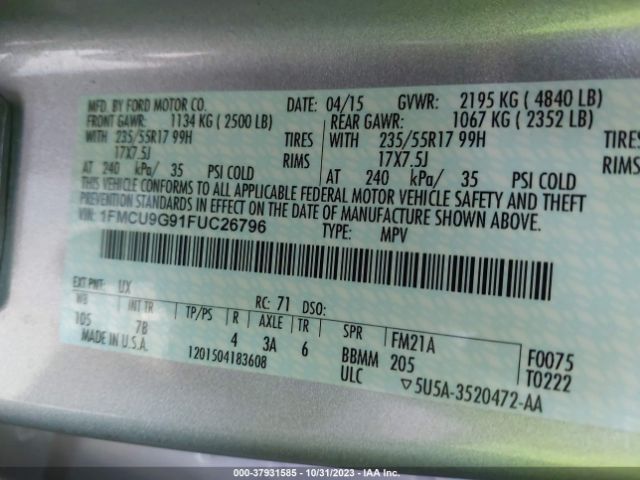 MFD. BY FORD MOTOR CO. DATE: 04/15 GVWR: 2195 KG ( 4840 LB)
FRONT GAWR: 1134 KG ( 2500 LB) REAR GAWR: 1067 KG ( 2352 LB)
WITH 235/55R17 99H TIRES WITH 235/55R17 99H TIRES
17X7.5J RIMS 17X7.5J RIMS
AT 240 kPa/ 35 PSI COLD AT 240 kPa/ 35 PSI COLD
THIS VEHICLE CONFORMS TO ALL APPLICABLE FEDERAL MOTOR VEHICLE SAFETY AND THEFT
PREVENTION STANDARDS IN EFFECT ON THE DATE OF MANUFACTURE SHOWN ABOVE.
VIN: 1FMCU9G91FUC26796 TYPE: MPV
EXT PNT: UX RC: 71 DSO:
WB INT TR TP/PS R AXLE TR SPR FM21A F0075
105 78 4 3A 6 BBMM 205 T0222
MADE IN U.S.A. 1201504183608 ULC ▽5U5A-3520472-AA
000-37931585 - 10/31/2023 - IAA Inc.